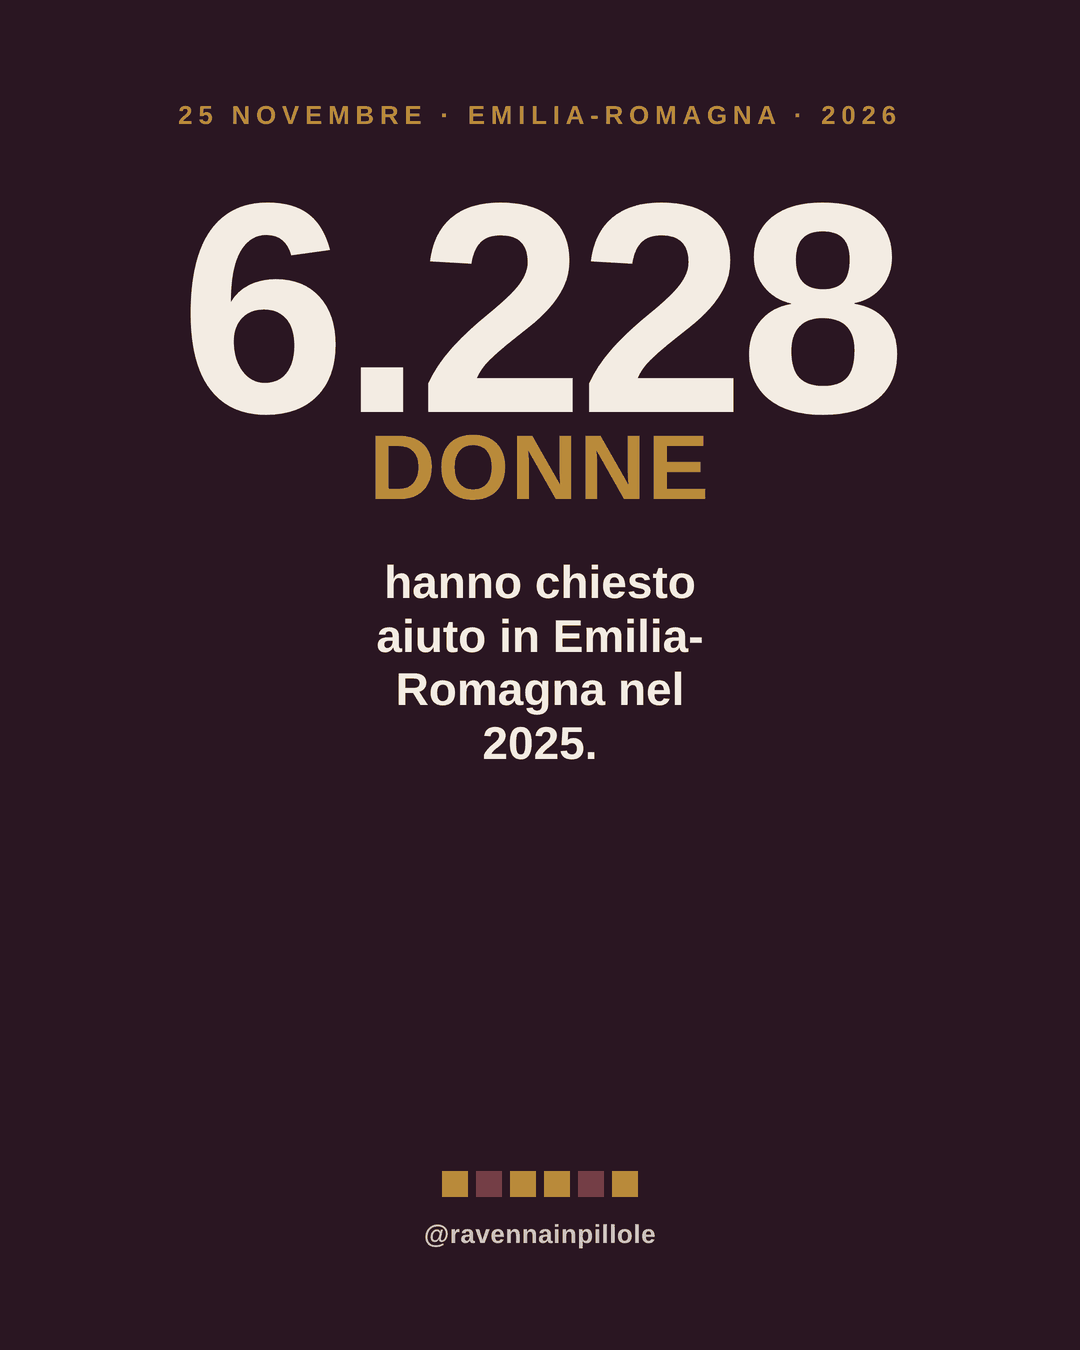 25 NOVEMBRE · EMILIA-ROMAGNA · 2026
6.228
DONNE
hanno chiesto
aiuto in Emilia-
Romagna nel
2025.
@ravennainpillole